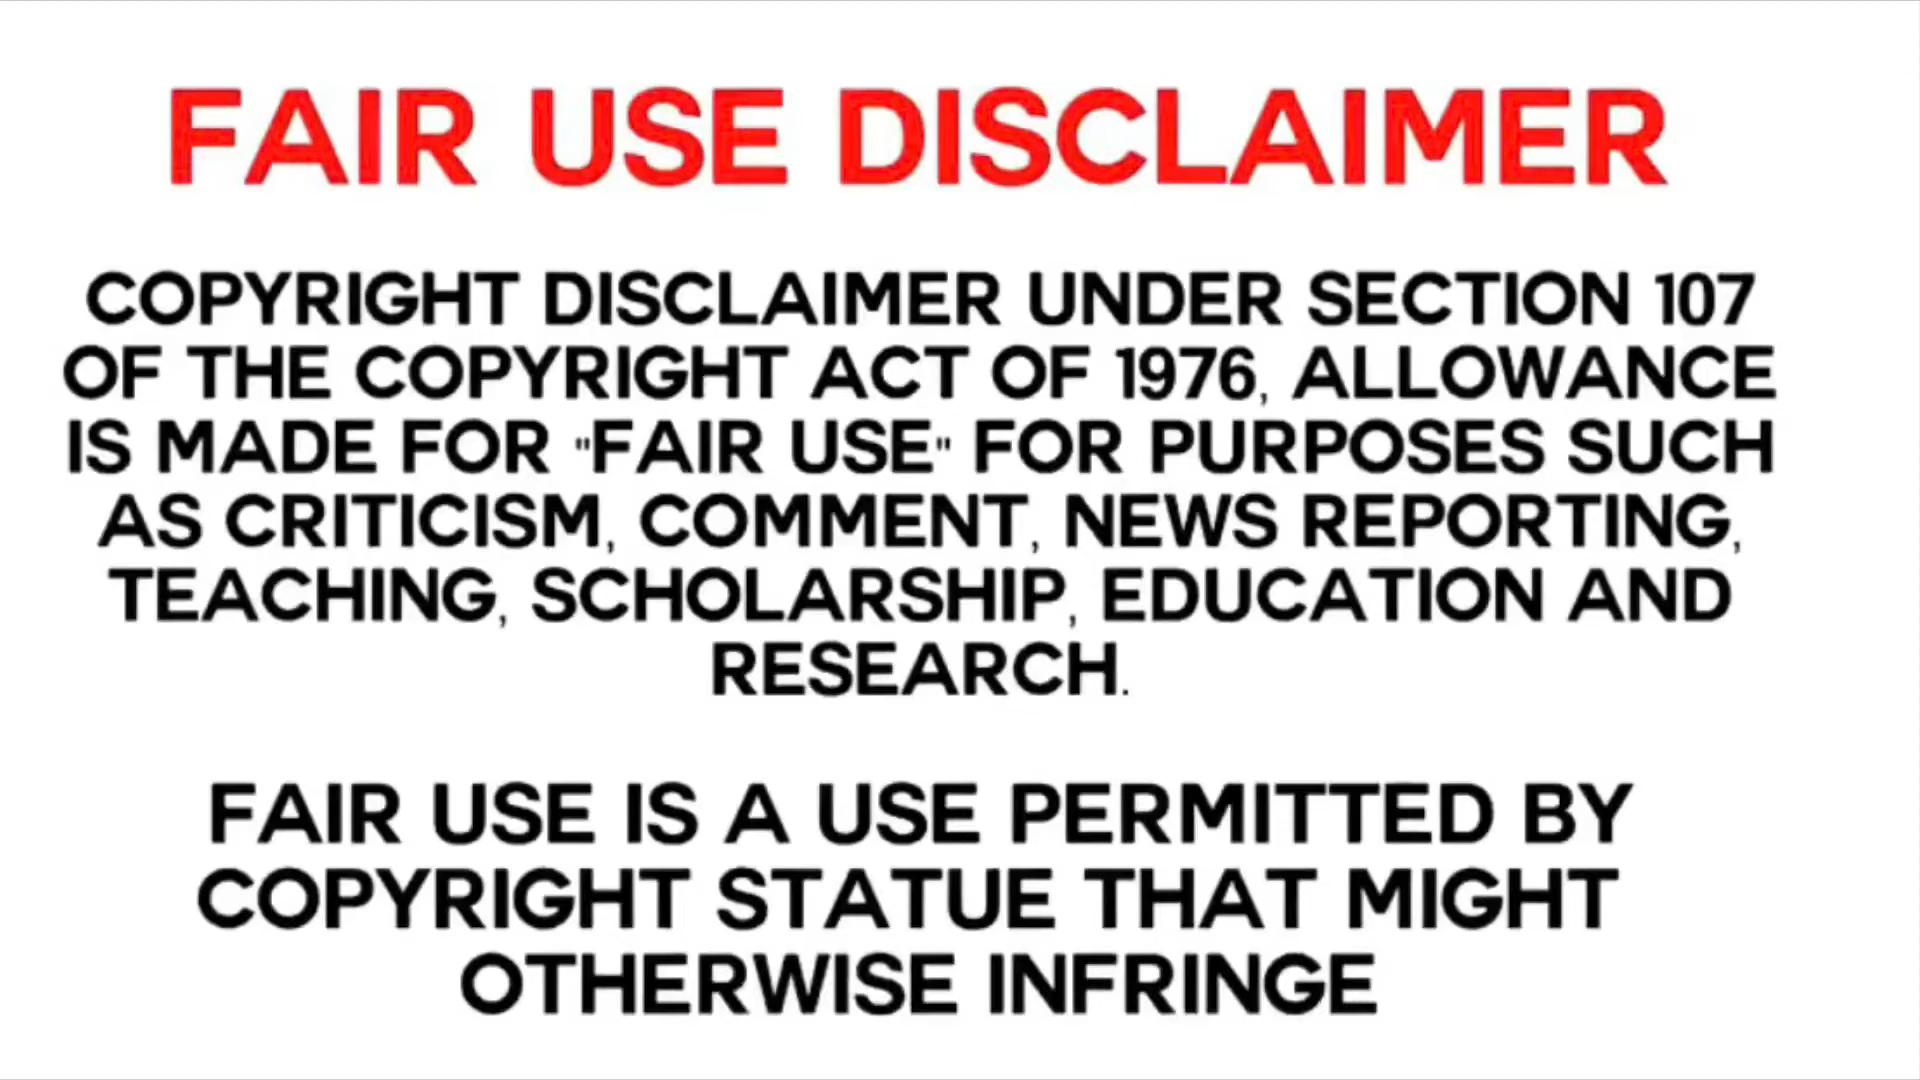 FAIR USE DISCLAIMER
COPYRIGHT DISCLAIMER UNDER SECTION 107
OF THE COPYRIGHT ACT OF 1976, ALLOWANCE
IS MADE FOR "FAIR USE" FOR PURPOSES SUCH
AS CRITICISM, COMMENT, NEWS REPORTING,
TEACHING, SCHOLARSHIP, EDUCATION AND
RESEARCH.
FAIR USE IS A USE PERMITTED BY
COPYRIGHT STATUE THAT MIGHT
OTHERWISE INFRINGE